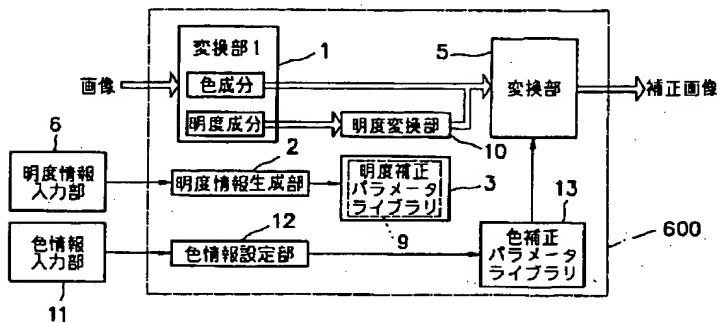 変換部1
1
5
画像
色成分
変換部
補正画像
明度成分
明度変換部
10
6
2
明度情報
入力部
明度情報生成部
明度補正
パラメータ
ライブラリ
3
9
12
13
色情報
入力部
色情報設定部
色補正
パラメータ
ライブラリ
600
11